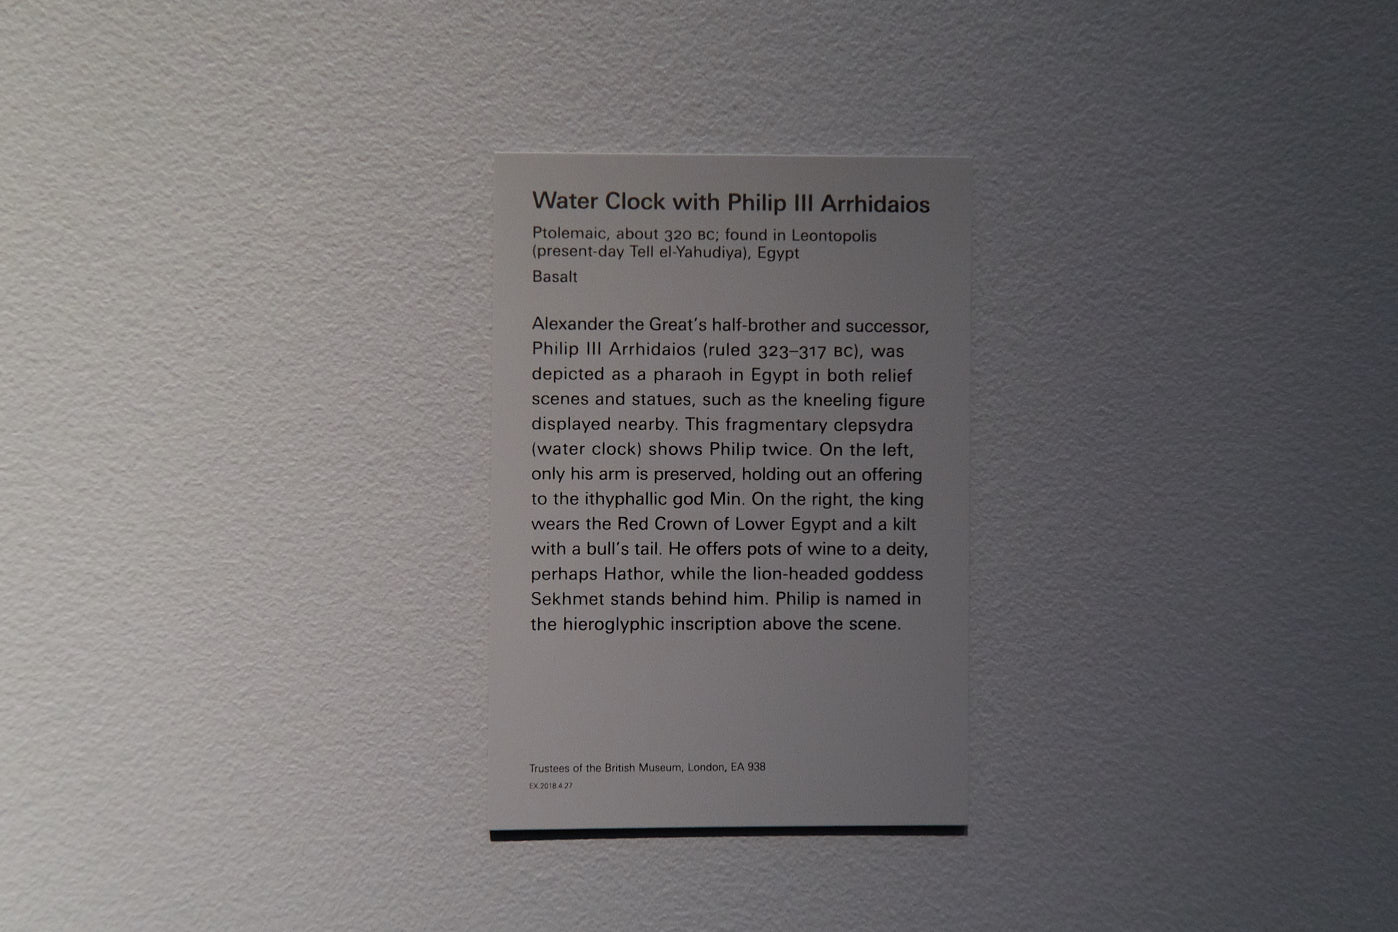 Water Clock with Philip III Arrhidaios
Ptolemaic, about 320 BC; found in Leontopolis
(present-day Tell el-Yahudiya), Egypt
Basalt
Alexander the Great's half-brother and successor,
Philip III Arrhidaios (ruled 323–317 BC), was
depicted as a pharaoh in Egypt in both relief
scenes and statues, such as the kneeling figure
displayed nearby. This fragmentary clepsydra
(water clock) shows Philip twice. On the left,
only his arm is preserved, holding out an offering
to the ithyphallic god Min. On the right, the king
wears the Red Crown of Lower Egypt and a kilt
with a bull's tail. He offers pots of wine to a deity,
perhaps Hathor, while the lion-headed goddess
Sekhmet stands behind him. Philip is named in
the hieroglyphic inscription above the scene.
Trustees of the British Museum, London, EA 938
EX.2018.4.27